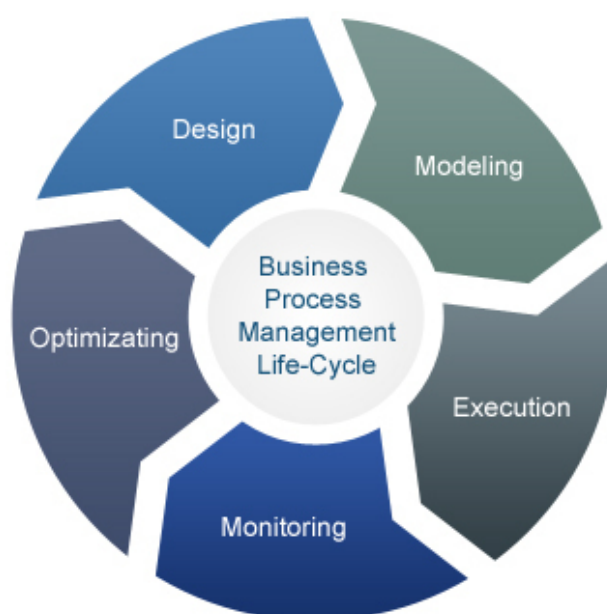 Design
Modeling
Business
Process
Management
Life-Cycle
Optimizating
Execution
Monitoring